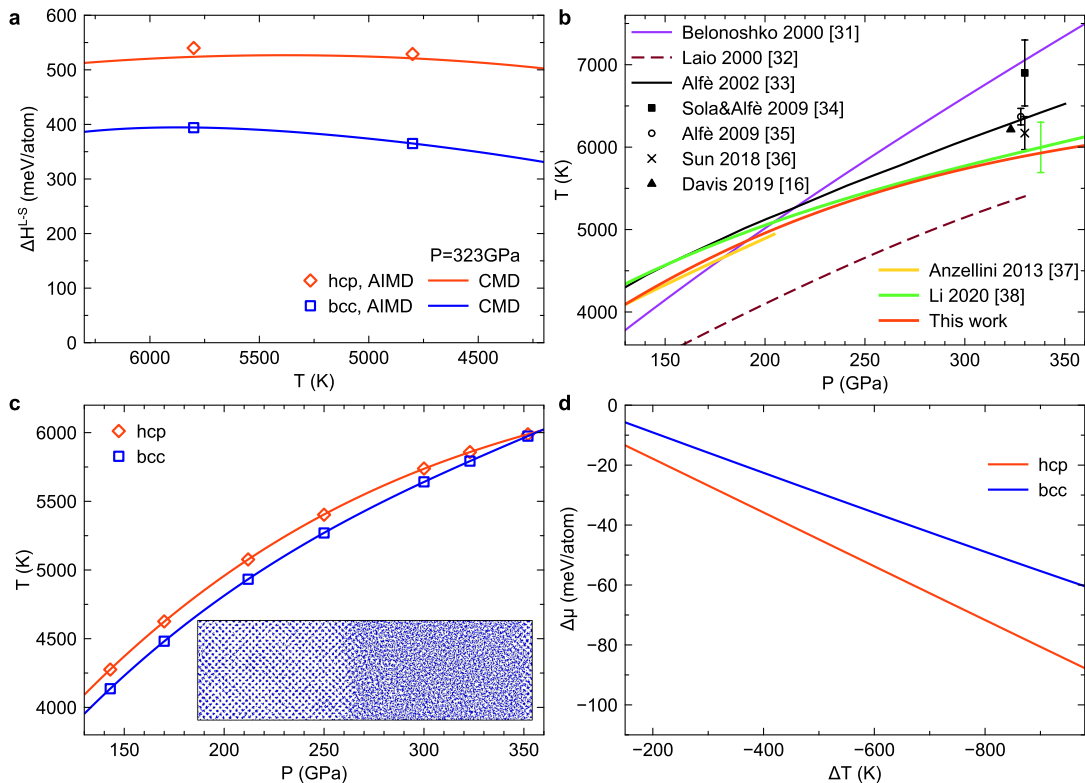 a
600
500
400
300
200
100
0
ΔH^L-S (meV/atom)
P=323GPa
hcp, AIMD CMD
bcc, AIMD CMD
6000 5500 5000 4500
T (K)
b
7000
6000
5000
4000
T (K)
Belonoshko 2000 [31]
Laio 2000 [32]
Alfè 2002 [33]
Sola&Alfè 2009 [34]
Alfè 2009 [35]
Sun 2018 [36]
Davis 2019 [16]
Anzellini 2013 [37]
Li 2020 [38]
This work
150 200 250 300 350
P (GPa)
c
6000
5500
5000
4500
4000
T (K)
hcp
bcc
150 200 250 300 350
P (GPa)
d
0
−20
−40
−60
−80
−100
Δμ (meV/atom)
hcp
bcc
−200 −400 −600 −800
ΔT (K)